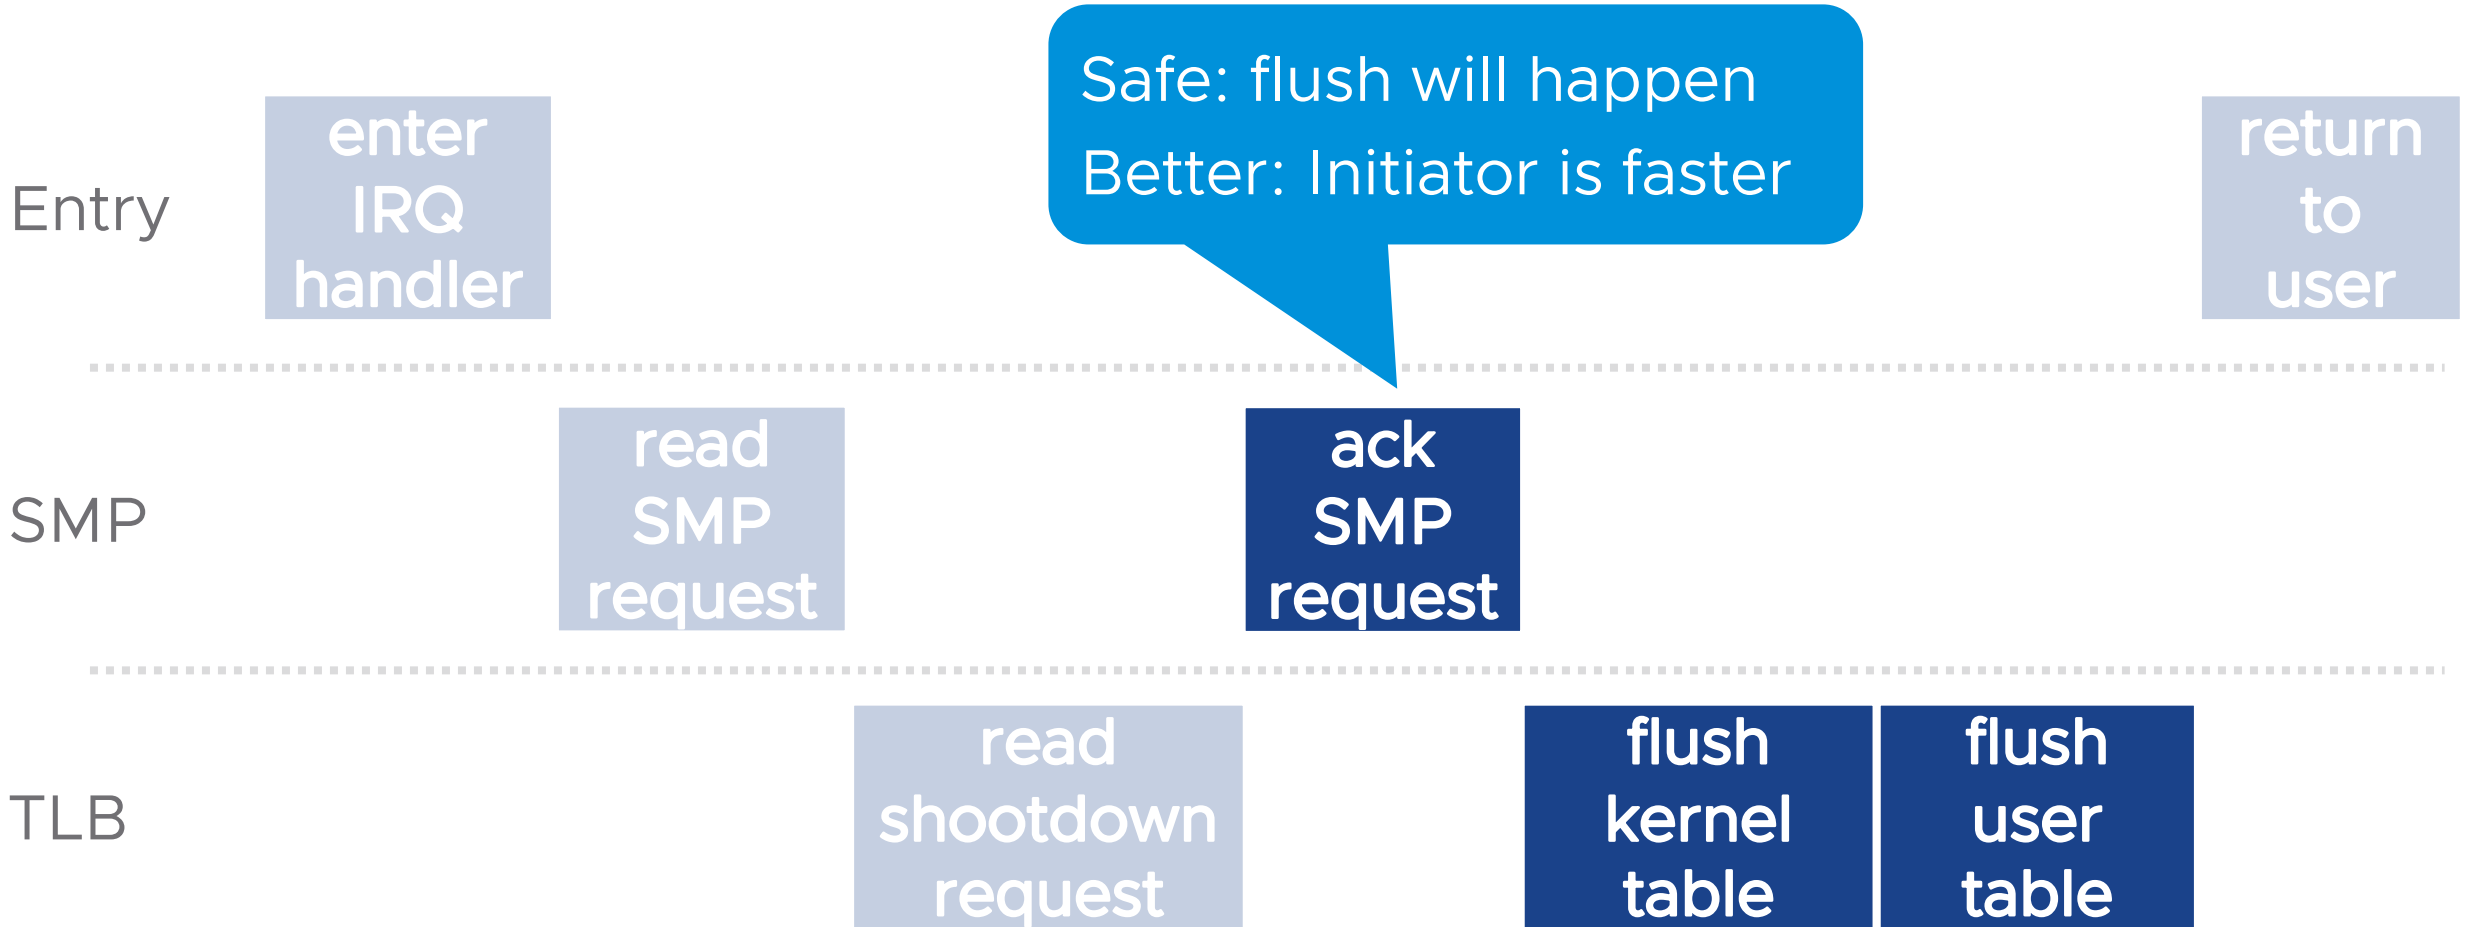 Safe: flush will happen
Better: Initiator is faster
Entry
enter
IRQ
handler
return
to
user
SMP
read
SMP
request
ack
SMP
request
TLB
read
shootdown
request
flush
kernel
table
flush
user
table